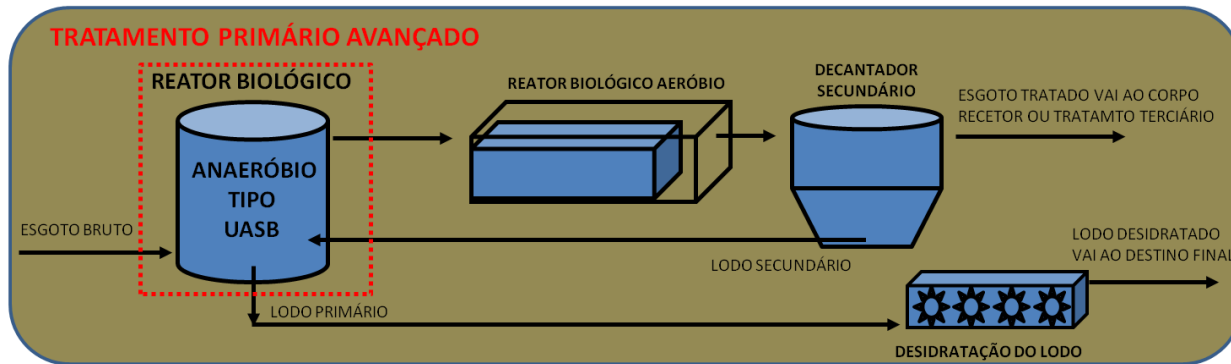 TRATAMENTO PRIMÁRIO AVANÇADO
REATOR BIOLÓGICO
ANAERÓBIO
TIPO
UASB
ESGOTO BRUTO
REATOR BIOLÓGICO AERÓBIO
DECANTADOR
SECUNDÁRIO
ESGOTO TRATADO VAI AO CORPO
RECETOR OU TRATAMTO TERCIÁRIO
LODO SECUNDÁRIO
LODO PRIMÁRIO
LODO DESIDRATADO
VAI AO DESTINO FINAL
DESIDRATAÇÃO DO LODO